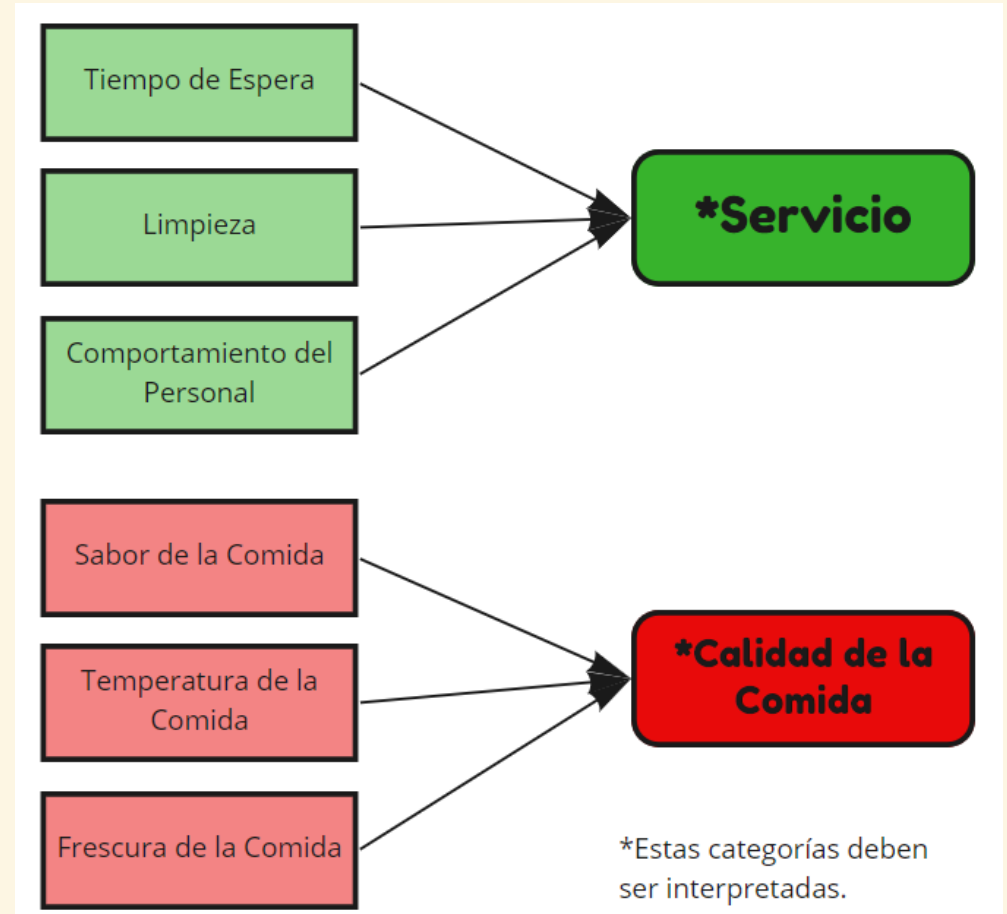 Tiempo de Espera
Limpieza
Comportamiento del
Personal
*Servicio
Sabor de la Comida
Temperatura de la
Comida
Frescura de la Comida
*Calidad de la
Comida
*Estas categorías deben
ser interpretadas.